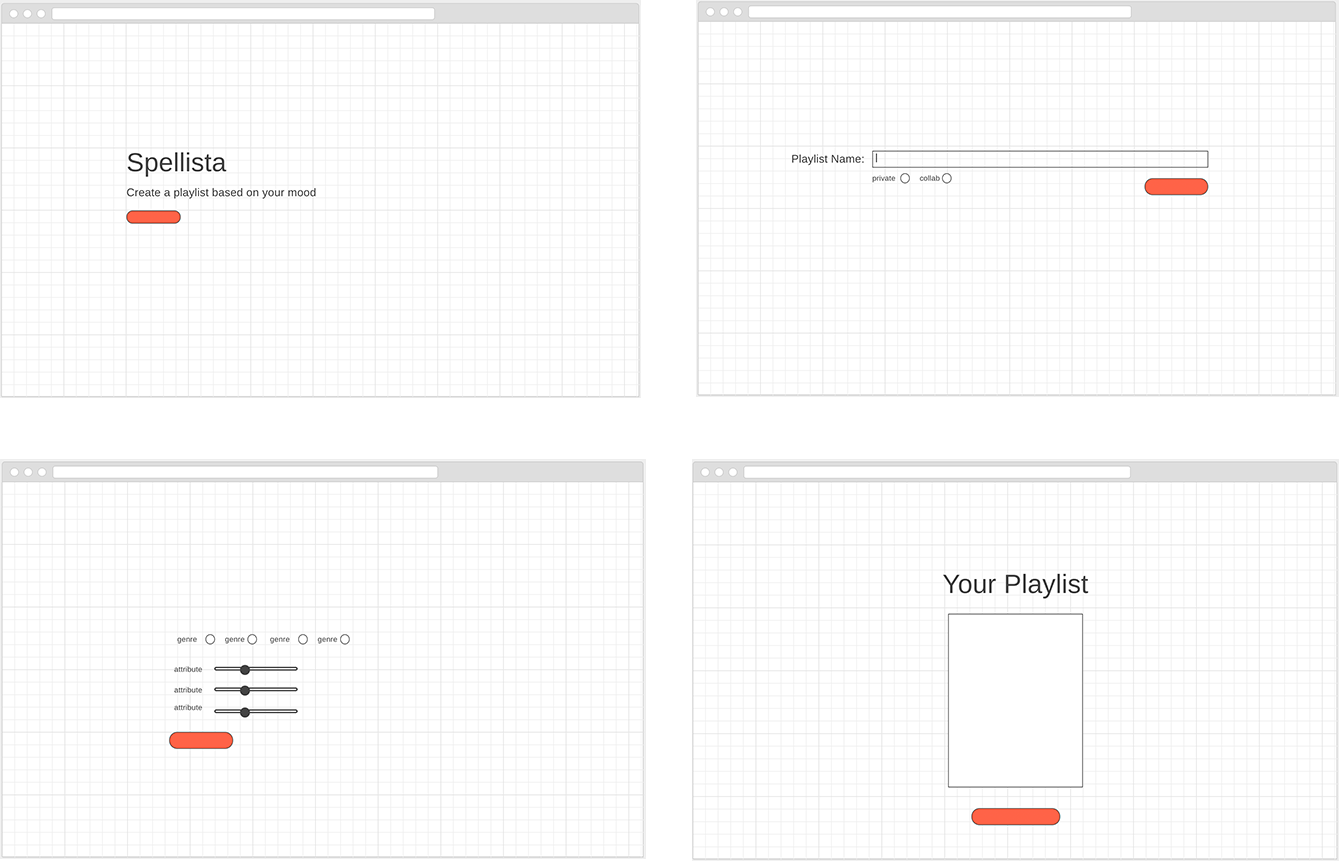 Spellista
Create a playlist based on your mood
Playlist Name:
private collab
genre genre genre genre
attribute
attribute
attribute
Your Playlist